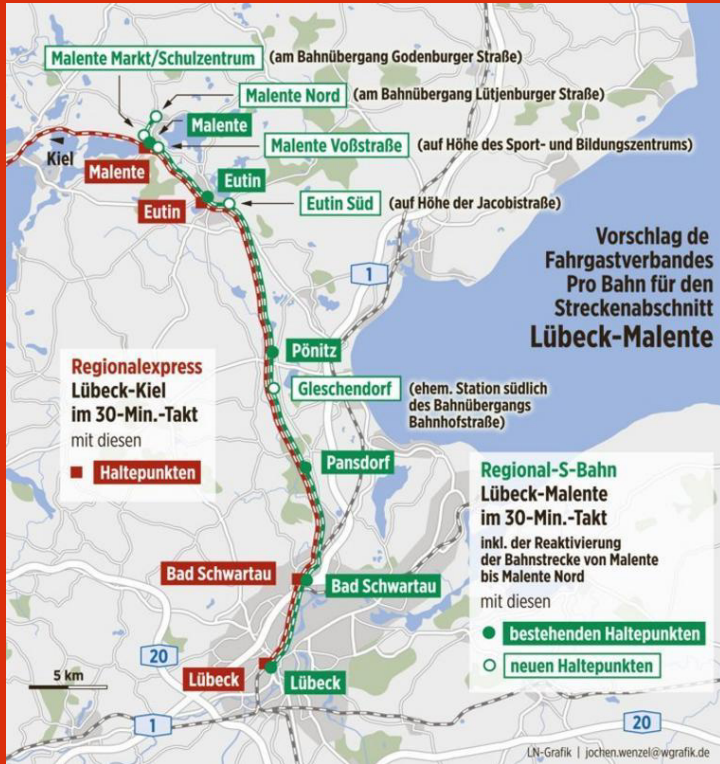 Malente Markt/Schulzentrum (am Bahnübergang Godenburger Straße)
Malente Nord (am Bahnübergang Lütjenburger Straße)
Malente
Malente Voßstraße (auf Höhe des Sport- und Bildungszentrums)
Kiel
Malente
Eutin
Eutin
Eutin Süd (auf Höhe der Jacobistraße)
Vorschlag de
Fahrgastverbandes
Pro Bahn für den
Streckenabschnitt
Lübeck-Malente
1
Pönitz
Regionalexpress
Lübeck-Kiel
im 30-Min.-Takt
mit diesen
Haltepunkten
Gleschendorf (ehem. Station südlich
des Bahnübergangs
Bahnhofstraße)
Pansdorf
Regional-S-Bahn
Lübeck-Malente
im 30-Min.-Takt
inkl. der Reaktivierung
der Bahnstrecke von Malente
bis Malente Nord
mit diesen
bestehenden Haltepunkten
neuen Haltepunkten
Bad Schwartau
Bad Schwartau
20
5 km
Lübeck
Lübeck
1
20
LN-Grafik | jochen.wenzel@wgrafik.de